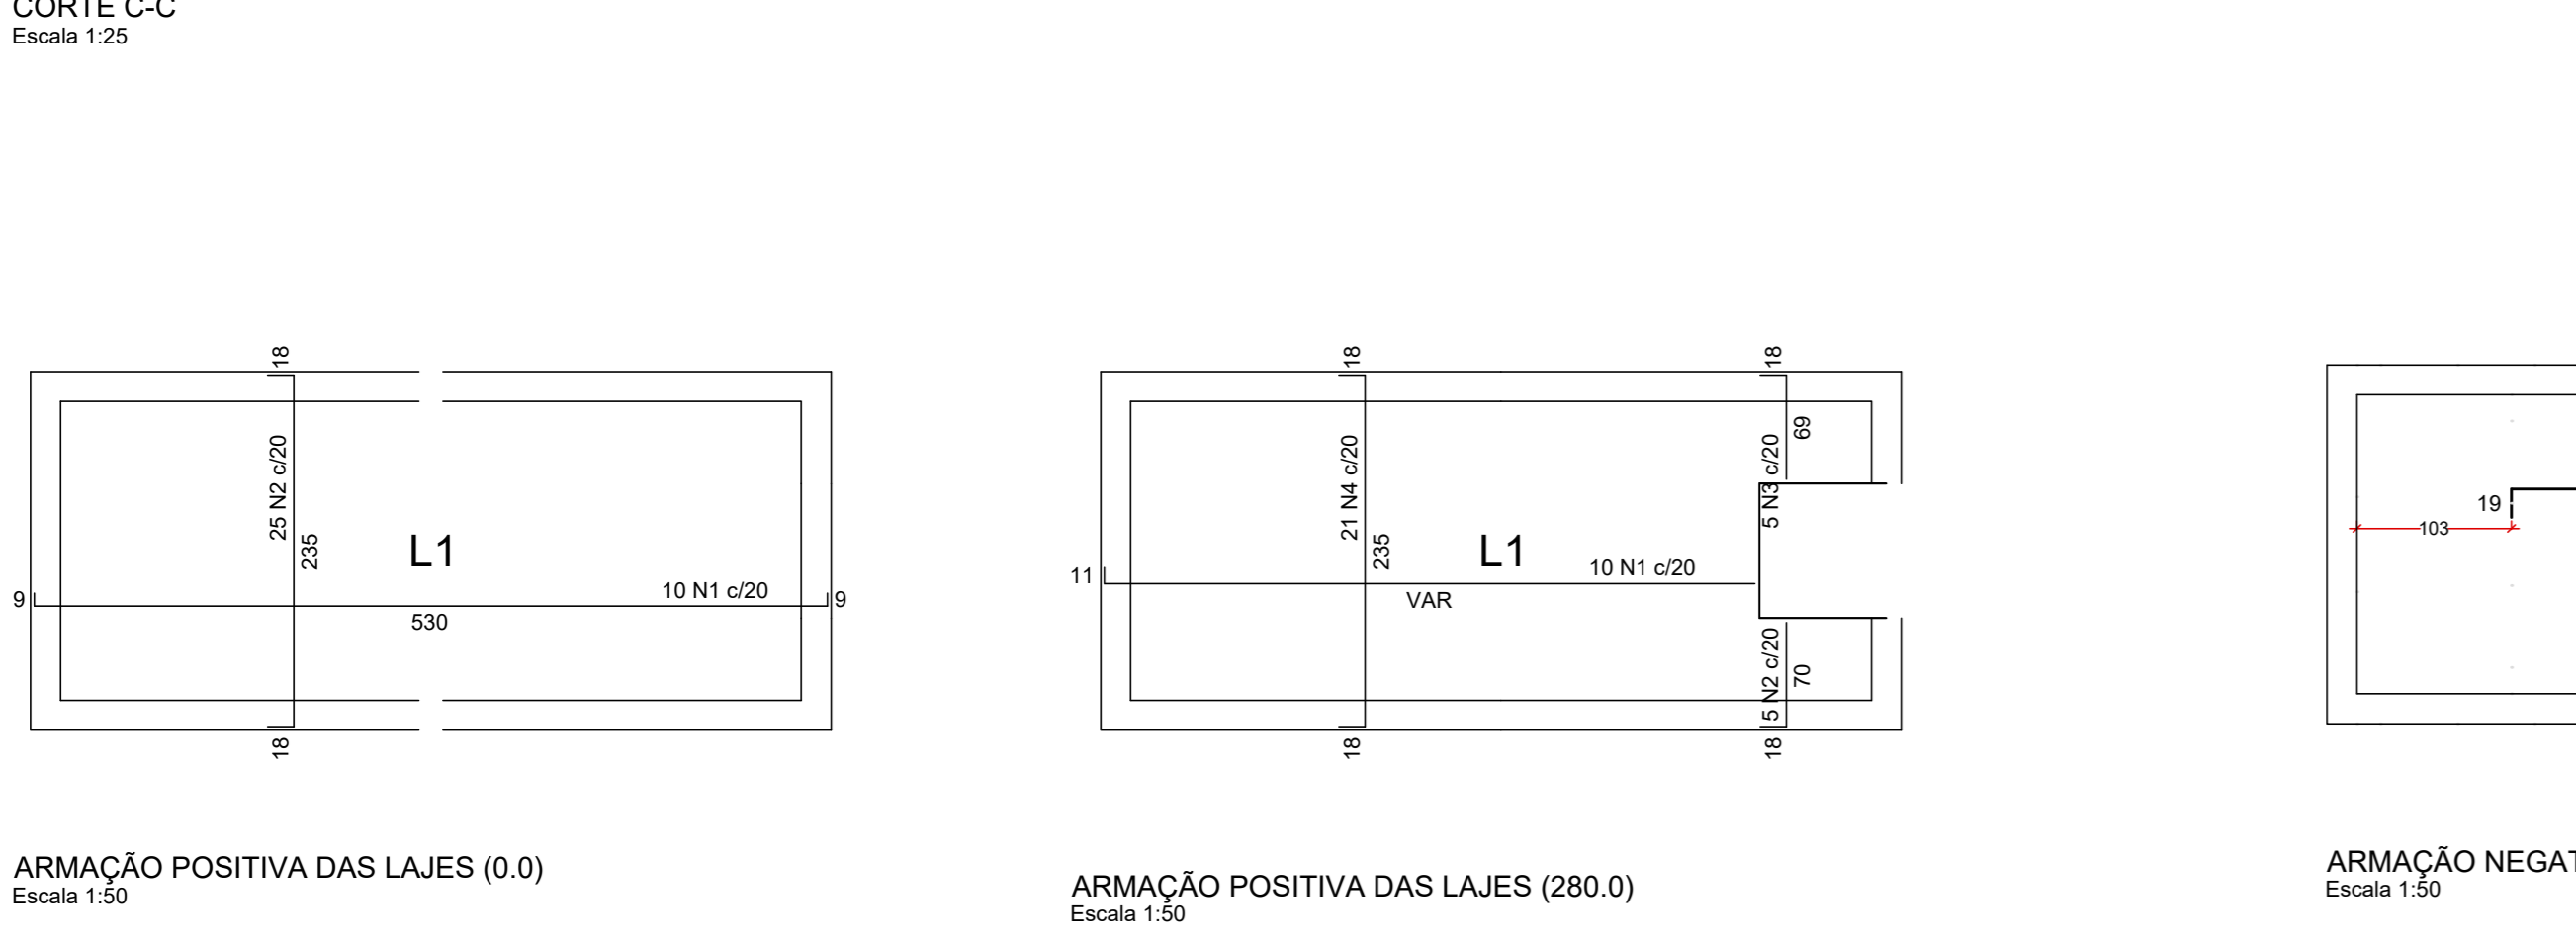 CORTE C-C
Escala 1:25
18
25 N2 c/20
235
L1
10 N1 c/20
9
9
530
18
ARMAÇÃO POSITIVA DAS LAJES (0.0)
Escala 1:50
18
18
69
21 N4 c/20
5 N3 c/20
235
L1
10 N1 c/20
11
VAR
5 N2 c/20
70
18
18
ARMAÇÃO POSITIVA DAS LAJES (280.0)
Escala 1:50
19
103
ARMAÇÃO NEGAT
Escala 1:50